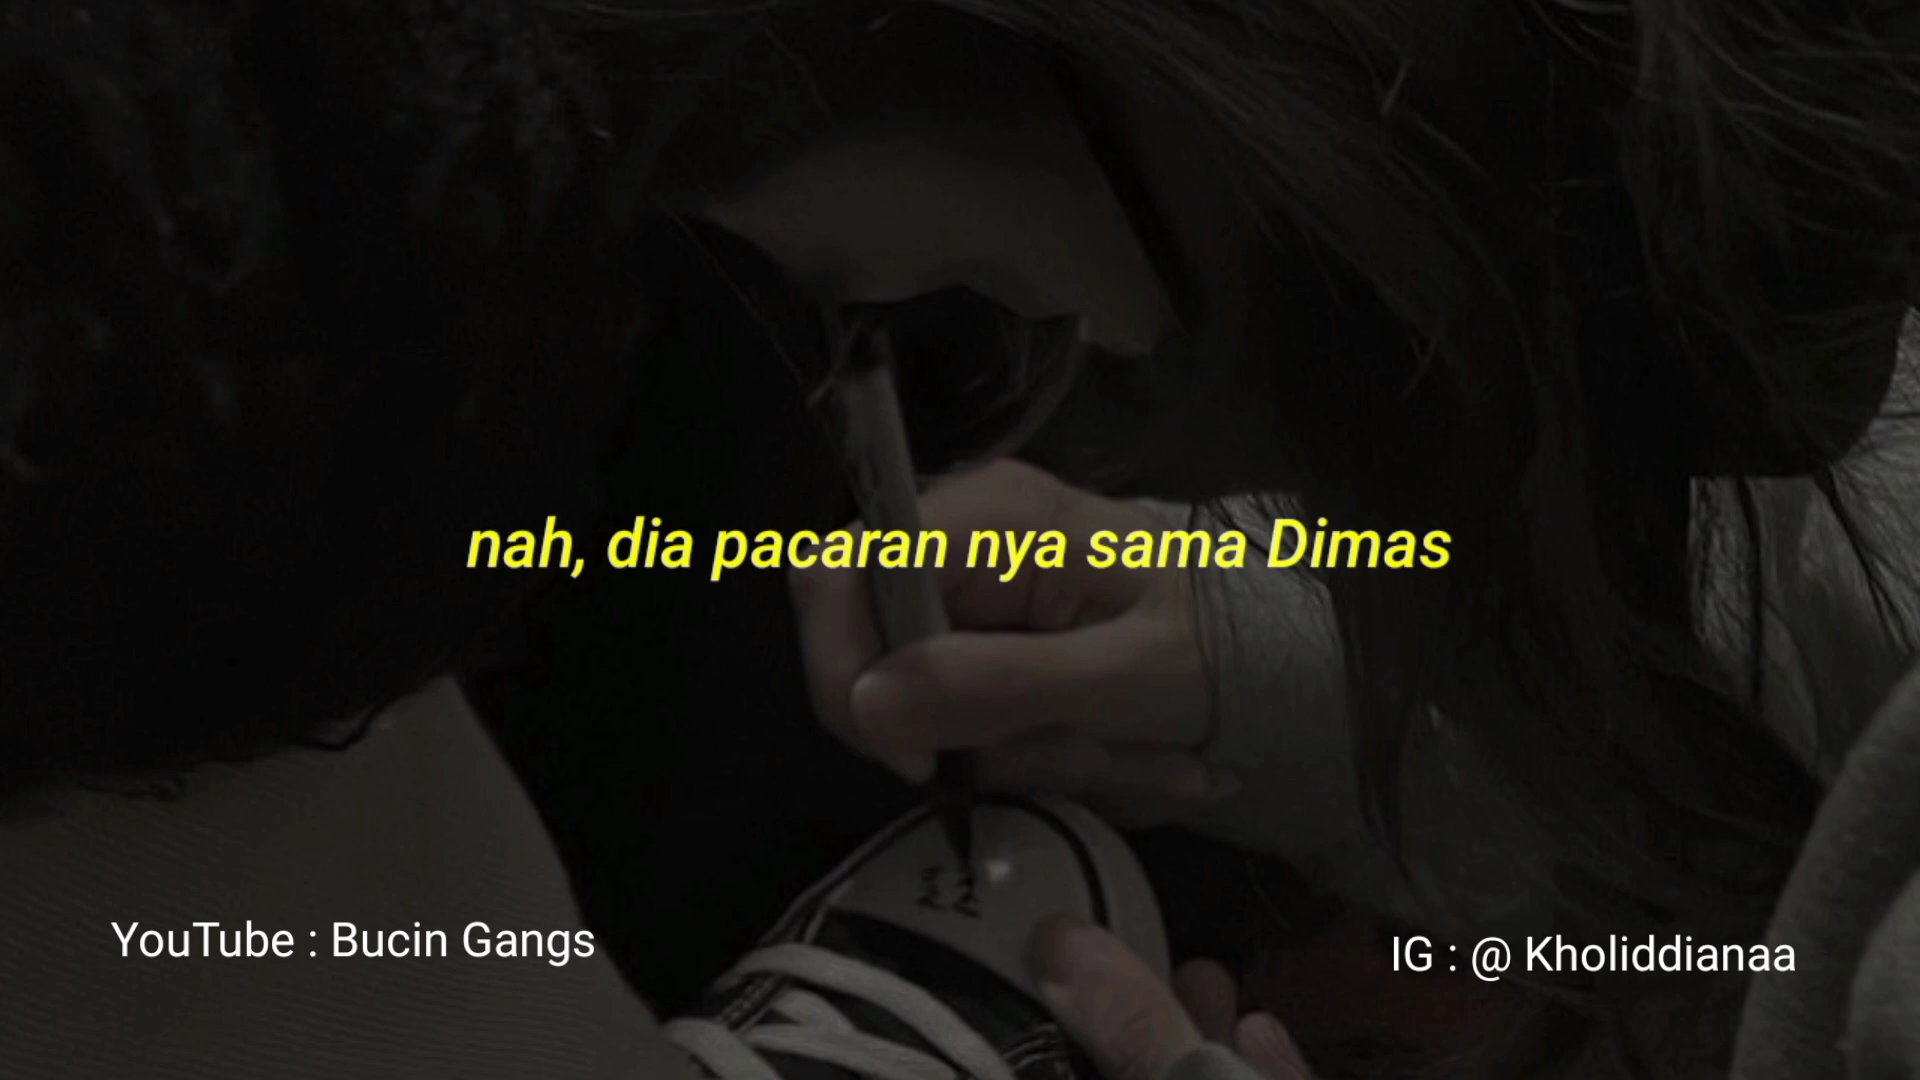 nah, dia pacaran nya sama Dimas
YouTube : Bucin Gangs
IG : @ Kholiddianaa